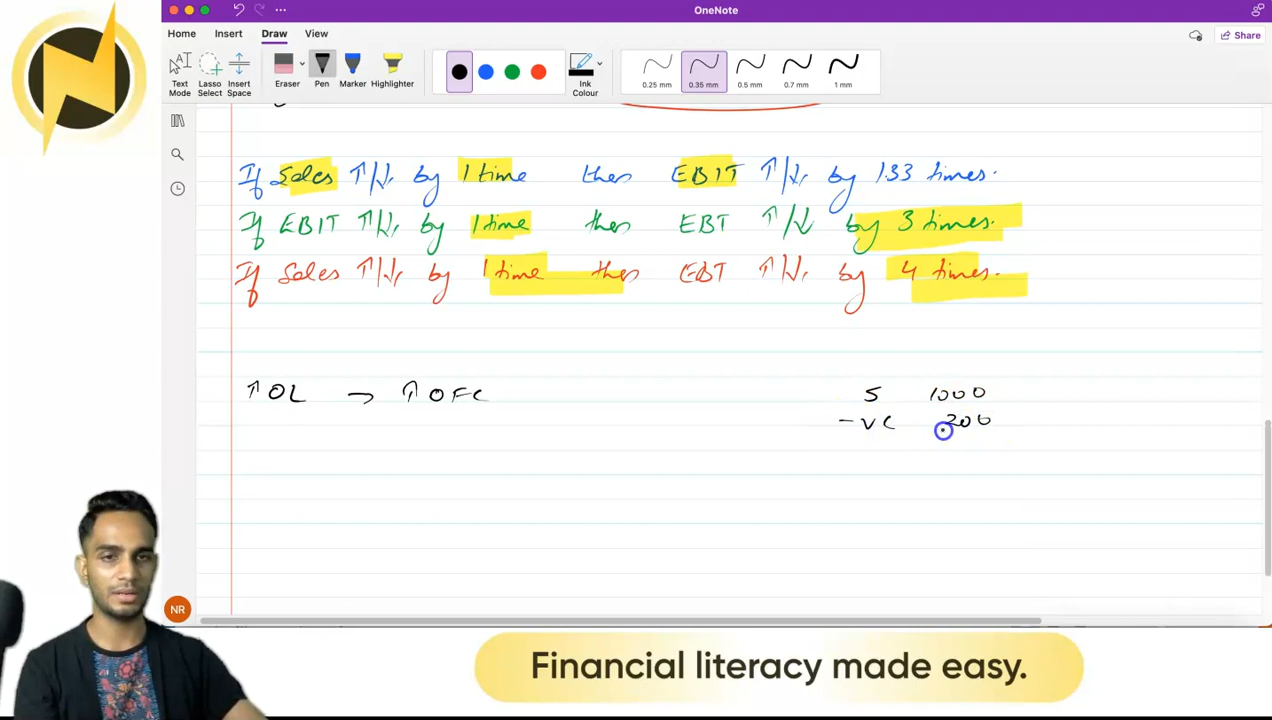 OneNote
Home Insert Draw View
Share
Text Mode
Lasso Select
Insert Space
Eraser
Pen
Marker
Highlighter
Ink Colour
0.25 mm
0.35 mm
0.5 mm
0.7 mm
1 mm
If Sales ↑/↓ by 1 time then EBIT ↑/↓ by 1.33 times.
If EBIT ↑/↓ by 1 time then EBT ↑/↓ by 3 times.
If Sales ↑/↓ by 1 time then EBT ↑/↓ by 4 times.
↑OL → ↑OFC
S 1000
-VC 200
NR
Financial literacy made easy.